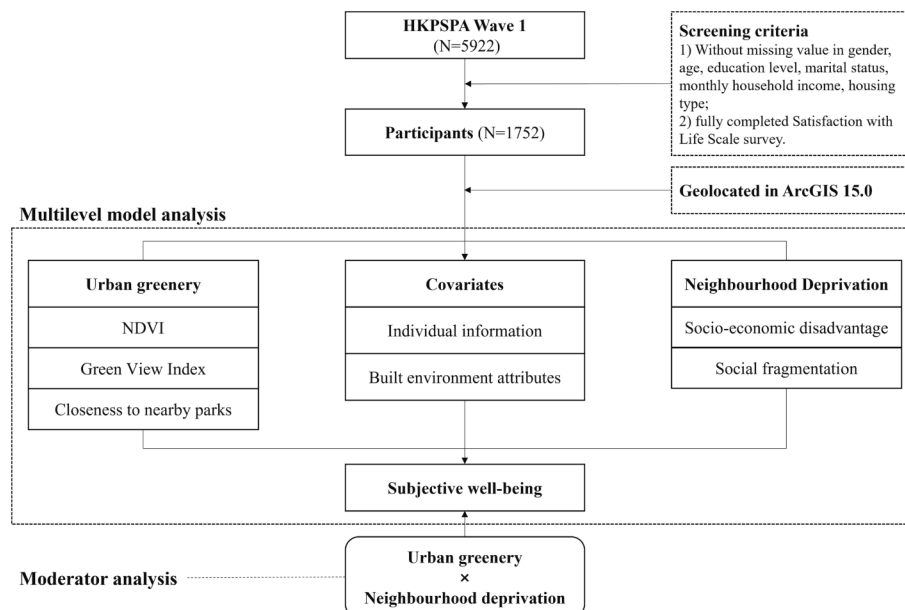 HKPSPA Wave 1
(N=5922)
Screening criteria
1) Without missing value in gender,
age, education level, marital status,
monthly household income, housing
type;
2) fully completed Satisfaction with
Life Scale survey.
Participants (N=1752)
Geolocated in ArcGIS 15.0
Multilevel model analysis
Urban greenery
NDVI
Green View Index
Closeness to nearby parks
Covariates
Individual information
Built environment attributes
Neighbourhood Deprivation
Socio-economic disadvantage
Social fragmentation
Subjective well-being
Moderator analysis
Urban greenery
×
Neighbourhood deprivation